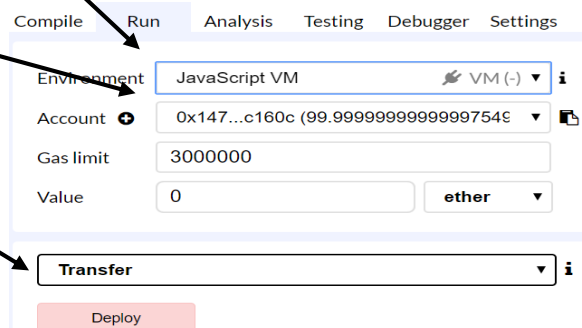 Compile Run Analysis Testing Debugger Settings
Environment JavaScript VM VM (-) i
Account 0x147...c160c (99.99999999999997549
Gas limit 3000000
Value 0 ether
Transfer i
Deploy